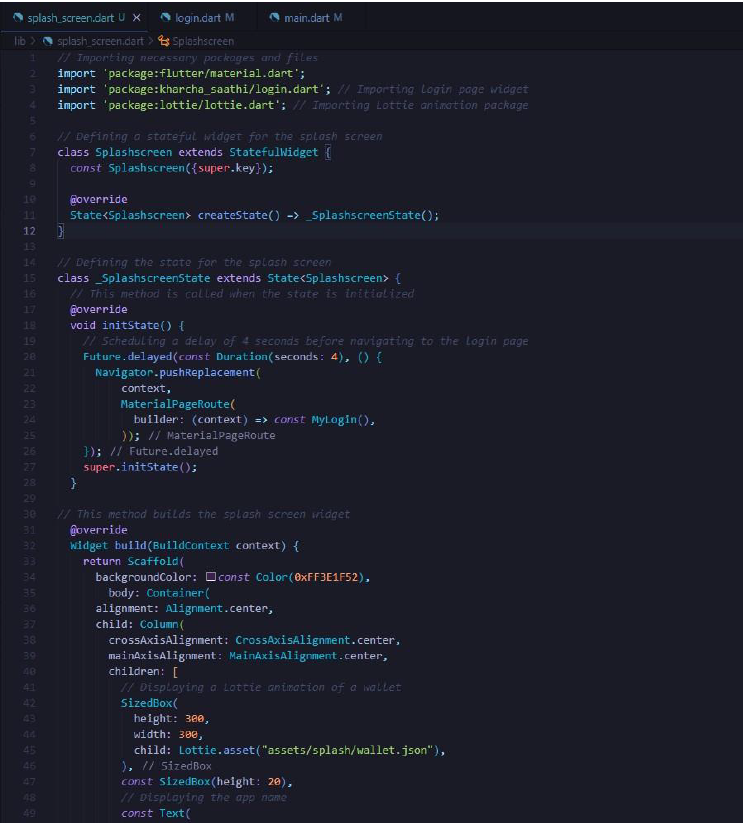 splash_screen.dart U × login.dart M main.dart M
lib > splash_screen.dart > Splashscreen
1 // Importing necessary packages and files
2 import 'package:flutter/material.dart';
3 import 'package:kharcha_saathi/login.dart'; // Importing login page widget
4 import 'package:lottie/lottie.dart'; // Importing Lottie animation package
5
6 // Defining a stateful widget for the splash screen
7 class Splashscreen extends StatefulWidget {
8 const Splashscreen({super.key});
9
10 @override
11 State<Splashscreen> createState() => _SplashscreenState();
12 }
13
14 // Defining the state for the splash screen
15 class _SplashscreenState extends State<Splashscreen> {
16 // This method is called when the state is initialized
17 @override
18 void initState() {
19 // Scheduling a delay of 4 seconds before navigating to the login page
20 Future.delayed(const Duration(seconds: 4), () {
21 Navigator.pushReplacement(
22 context,
23 MaterialPageRoute(
24 builder: (context) => const MyLogin(),
25 )); // MaterialPageRoute
26 }); // Future.delayed
27 super.initState();
28 }
29
30 // This method builds the splash screen widget
31 @override
32 Widget build(BuildContext context) {
33 return Scaffold(
34 backgroundColor: const Color(0xFF3E1F52),
35 body: Container(
36 alignment: Alignment.center,
37 child: Column(
38 crossAxisAlignment: CrossAxisAlignment.center,
39 mainAxisAlignment: MainAxisAlignment.center,
40 children: [
41 // Displaying a Lottie animation of a wallet
42 SizedBox(
43 height: 300,
44 width: 300,
45 child: Lottie.asset("assets/splash/wallet.json"),
46 ), // SizedBox
47 const SizedBox(height: 20),
48 // Displaying the app name
49 const Text(